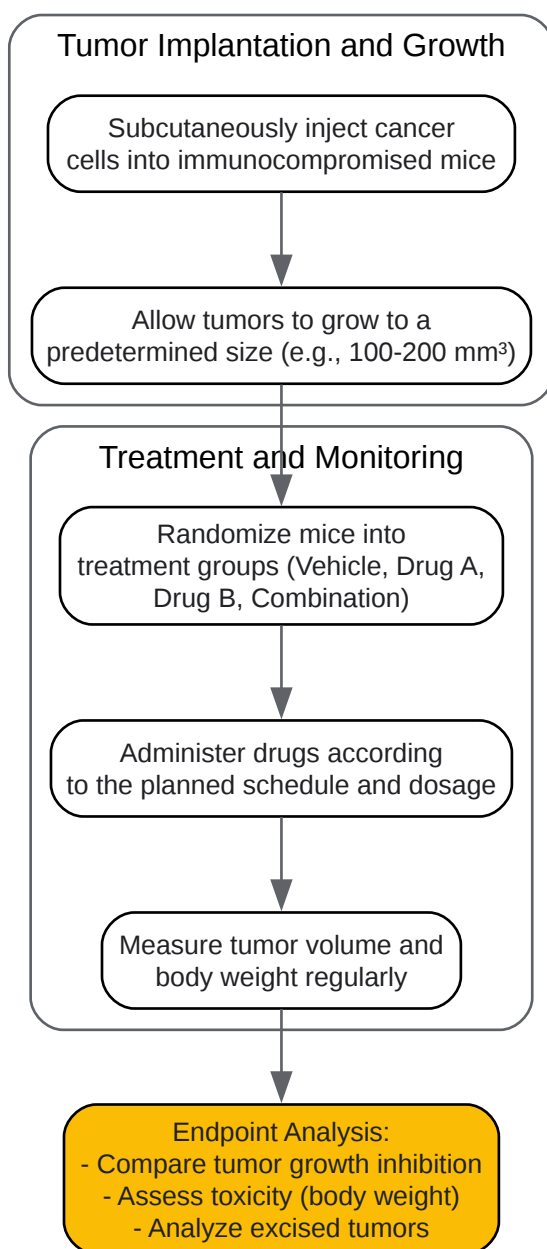 Tumor Implantation and Growth
Subcutaneously inject cancer
cells into immunocompromised mice
Allow tumors to grow to a
predetermined size (e.g., 100-200 mm³)
Treatment and Monitoring
Randomize mice into
treatment groups (Vehicle, Drug A,
Drug B, Combination)
Administer drugs according
to the planned schedule and dosage
Measure tumor volume and
body weight regularly
Endpoint Analysis:
- Compare tumor growth inhibition
- Assess toxicity (body weight)
- Analyze excised tumors